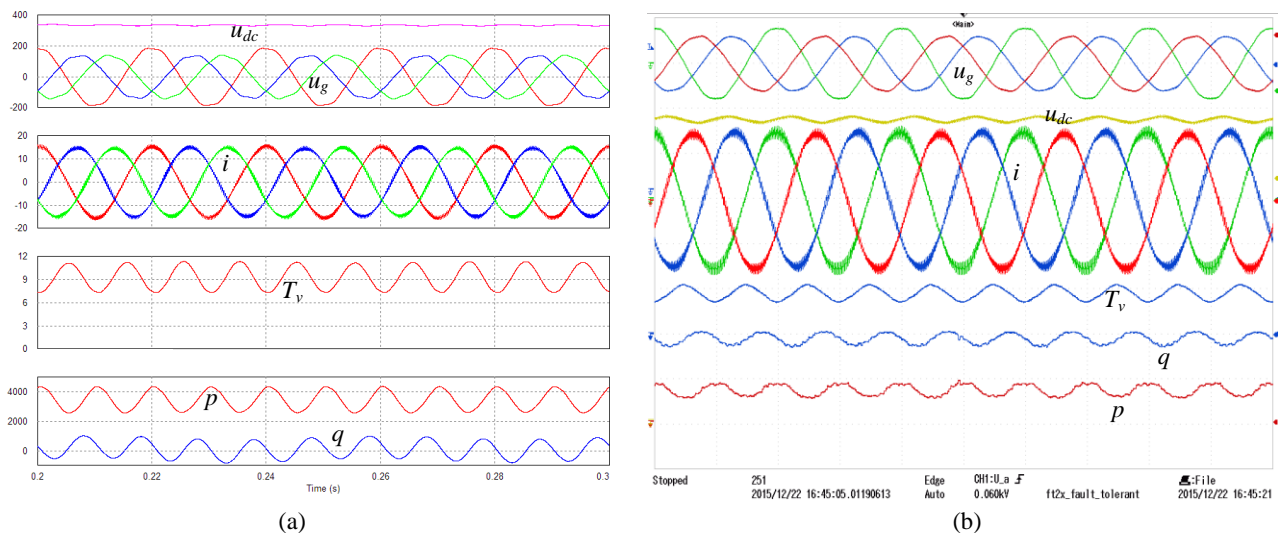 400
200
0
-200
u_dc
u_g
20
15
0
-10
-20
i
12
9
6
3
0
T_v
4000
2000
0
p
q
0.2
0.22
0.24
0.26
0.28
0.3
Time (s)
(a)
<Main>
u_g
u_dc
i
T_v
q
p
Stopped
251
Edge
CH1:U_a
File
2015/12/22 16:45:05.01190613
Auto
0.060kV
ft2x_fault_tolerant
2015/12/22 16:45:21
(b)